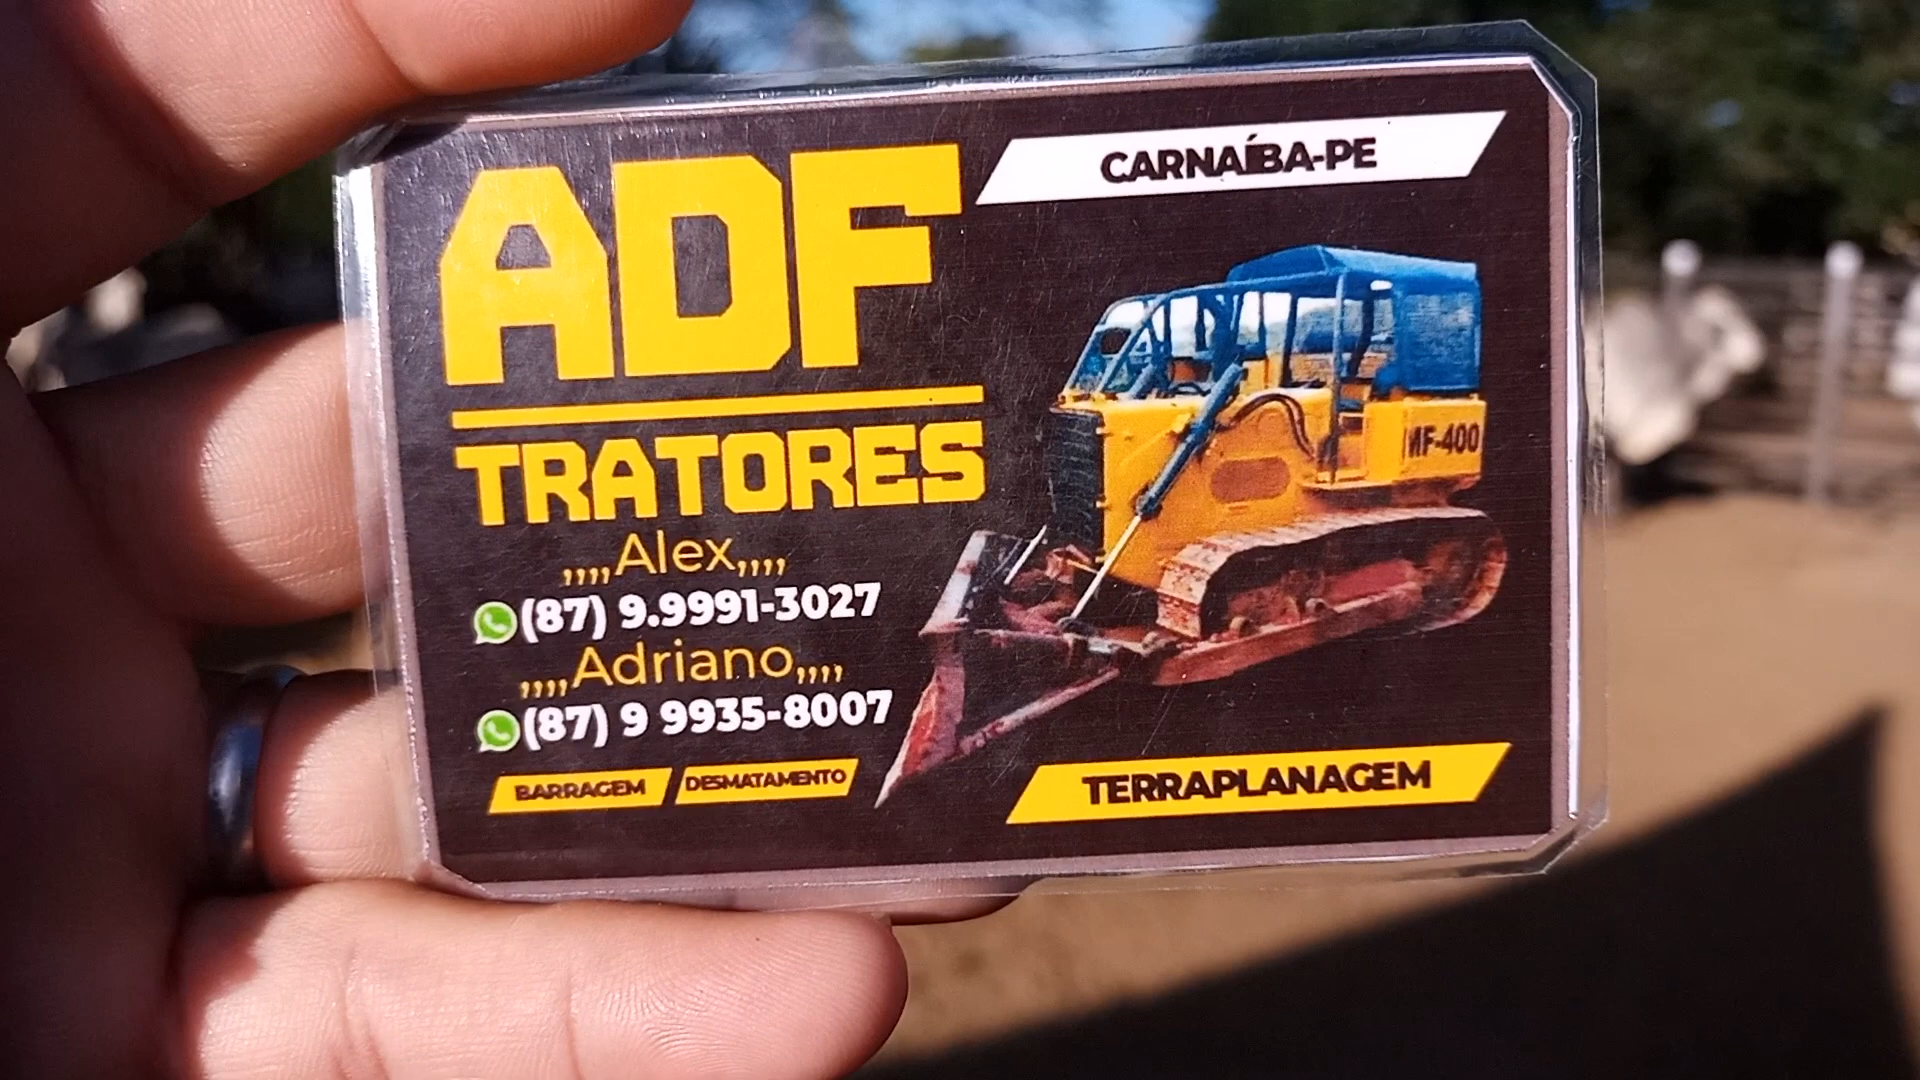 ADF
CARNAÍBA-PE
TRATORES
MF-400
,,,,Alex,,,,
(87) 9.9991-3027
,,,,Adriano,,,,
(87) 9 9935-8007
BARRAGEM DESMATAMENTO
TERRAPLANAGEM